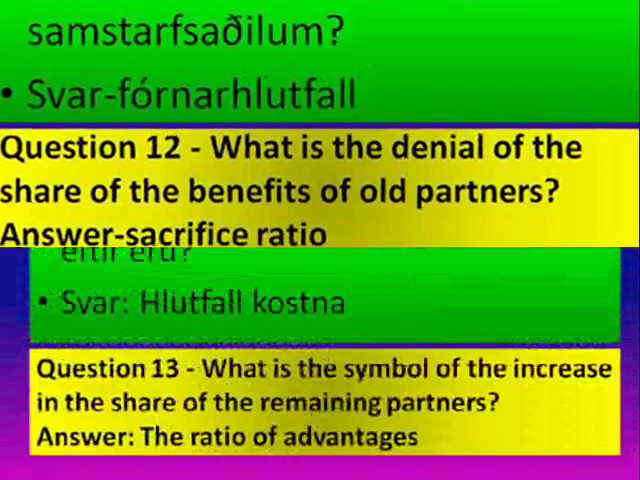 samstarfsaðilum?
• Svar-fórnarhlutfall
Question 12 - What is the denial of the
share of the benefits of old partners?
Answer-sacrifice ratio
eftir eru?
• Svar: Hlutfall kostna
Question 13 - What is the symbol of the increase
in the share of the remaining partners?
Answer: The ratio of advantages